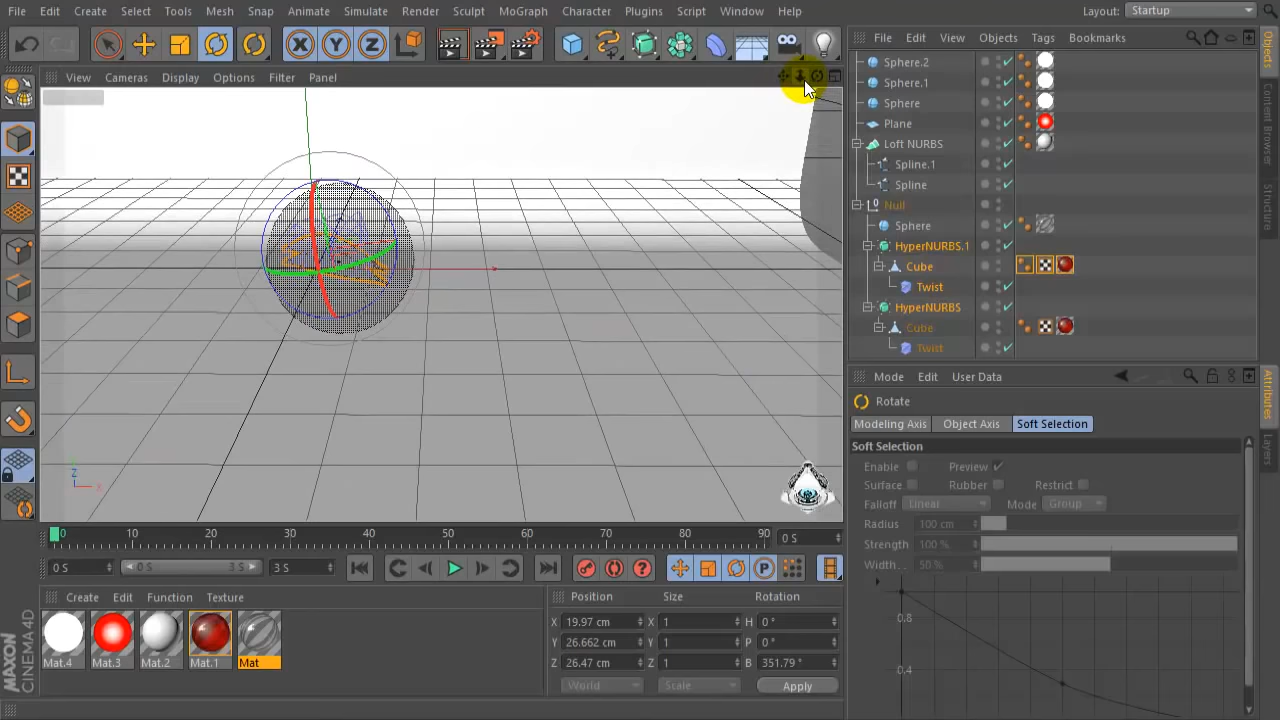 File Edit Create Selection Tools Mesh Snap Animate Simulate Render Sculpt MoGraph Character Plugins Script Window Help Layout: Startup
X Y Z
File Edit View Objects Tags Bookmarks
View Cameras Display Options Filter Panel
Sphere.2
Sphere.1
Sphere
Plane
Loft NURBS
Spline.1
Spline
Null
Sphere
HyperNURBS.1
Cube
Twist
HyperNURBS
Cube
Twist
Objects
Content Browser
Structure
Mode Edit User Data
Rotate
Modeling Axis Object Axis Soft Selection
Soft Selection
Enable Preview
Surface Rubber Restrict
Falloff Linear Mode Group
Radius 100 cm
Strength 100 %
Width.. 50 %
0.8
0.4
Attributes
Layers
Z X
0 10 20 30 40 50 60 70 80 90 0 S
0 S 0 S 3 S 3 S
P
Create Edit Function Texture
Mat.4 Mat.3 Mat.2 Mat.1 Mat
Position Size Rotation
X 19.97 cm X 1 H 0 °
Y 26.662 cm Y 1 P 0 °
Z 26.47 cm Z 1 B 351.79 °
World Scale Apply
MAXON
CINEMA 4D